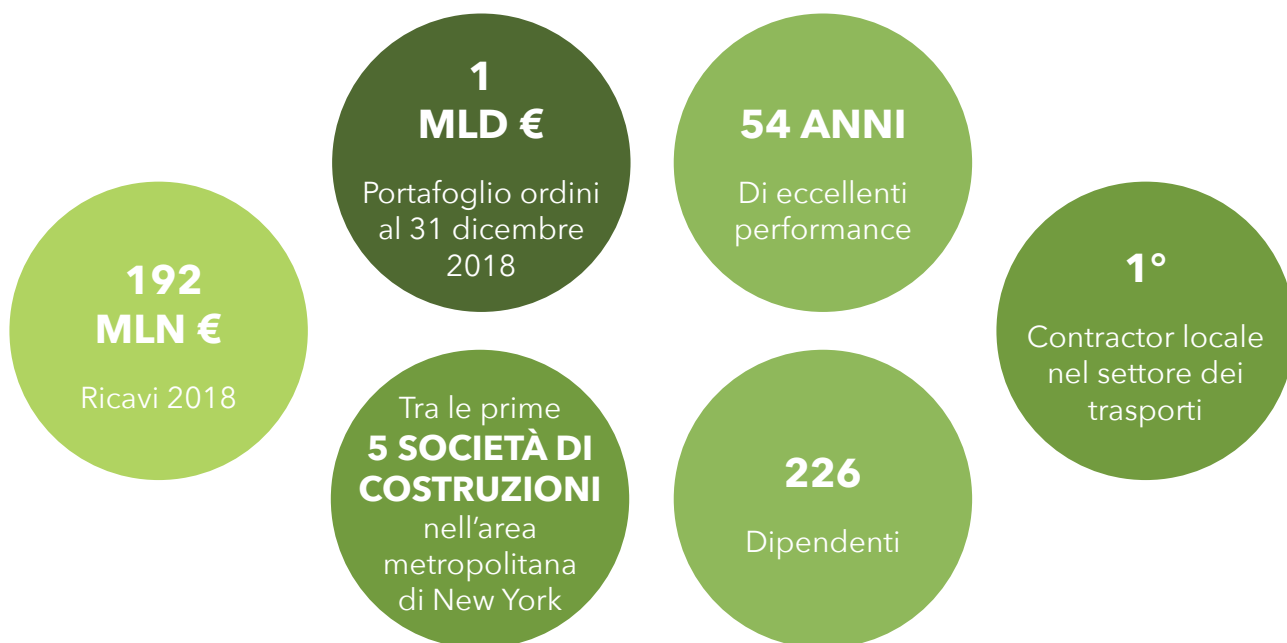 192
MLN €
Ricavi 2018
1
MLD €
Portafoglio ordini
al 31 dicembre
2018
Tra le prime
5 SOCIETÀ DI
COSTRUZIONI
nell’area
metropolitana
di New York
54 ANNI
Di eccellenti
performance
226
Dipendenti
1°
Contractor locale
nel settore dei
trasporti